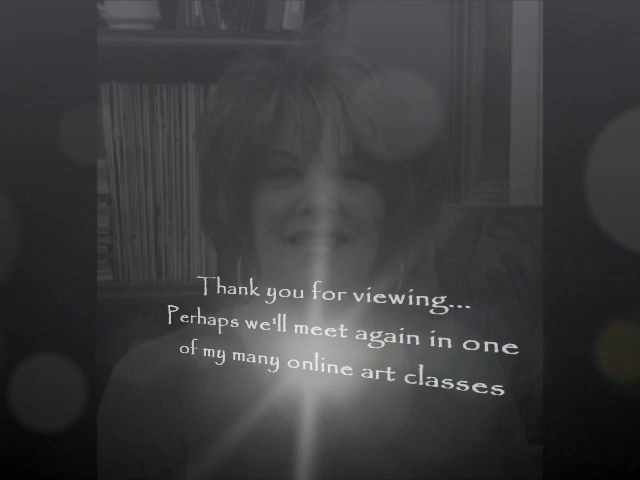 Thank you for viewing...
Perhaps we'll meet again in one
of my many online art classes